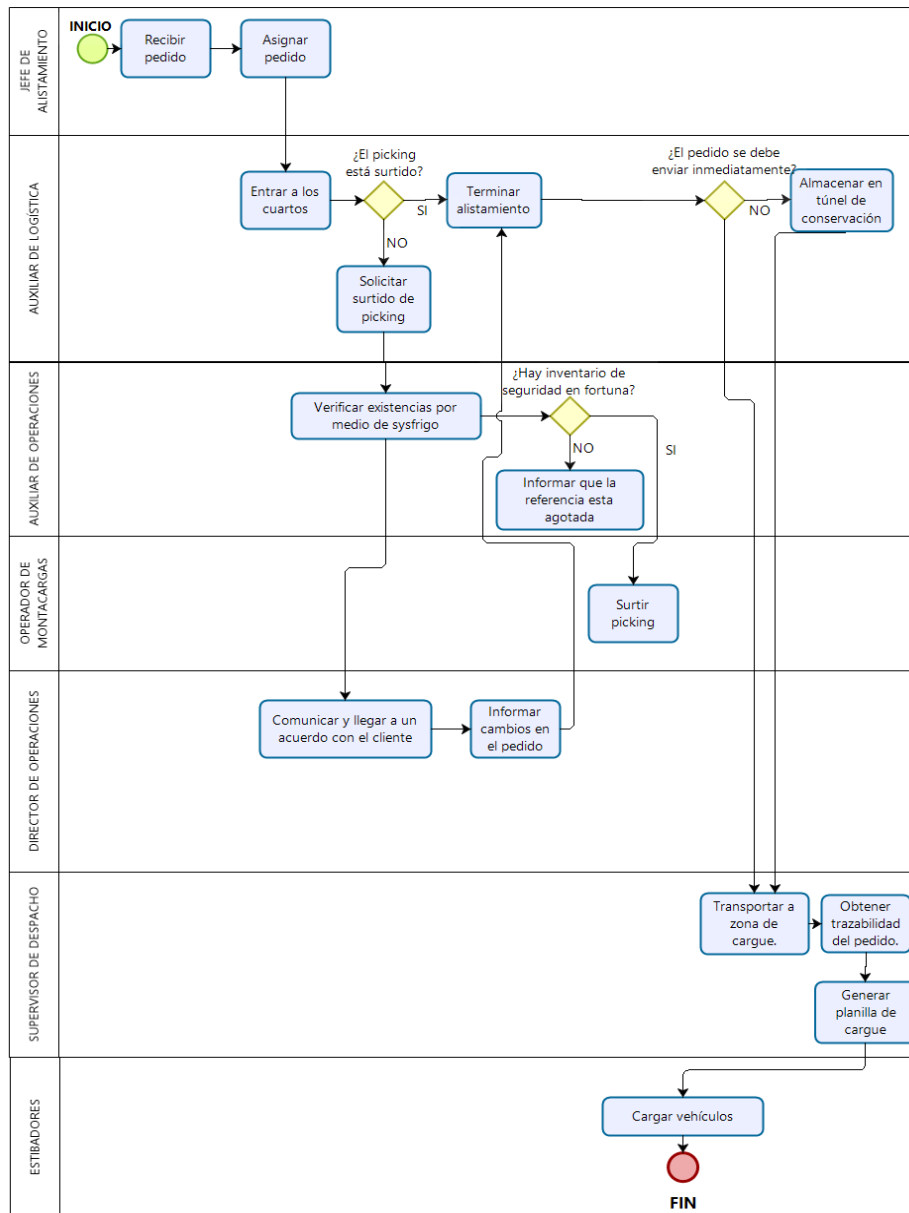 JEFE DE
ALISTAMIENTO
INICIO
Recibir
pedido
Asignar
pedido
AUXILIAR DE LOGÍSTICA
Entrar a los
cuartos
¿El picking
está surtido?
SI
NO
Terminar
alistamiento
¿El pedido se debe
enviar inmediatamente?
NO
Almacenar en
túnel de
conservación
Solicitar
surtido de
picking
AUXILIAR DE OPERACIONES
Verificar existencias por
medio de sysfrigo
¿Hay inventario de
seguridad en fortuna?
NO
SI
Informar que la
referencia esta
agotada
OPERADOR DE
MONTACARGAS
Surtir
picking
DIRECTOR DE OPERACIONES
Comunicar y llegar a un
acuerdo con el cliente
Informar
cambios en
el pedido
SUPERVISOR DE DESPACHO
Transportar a
zona de
cargue.
Obtener
trazabilidad
del pedido.
Generar
planilla de
cargue
ESTIBADORES
Cargar vehículos
FIN